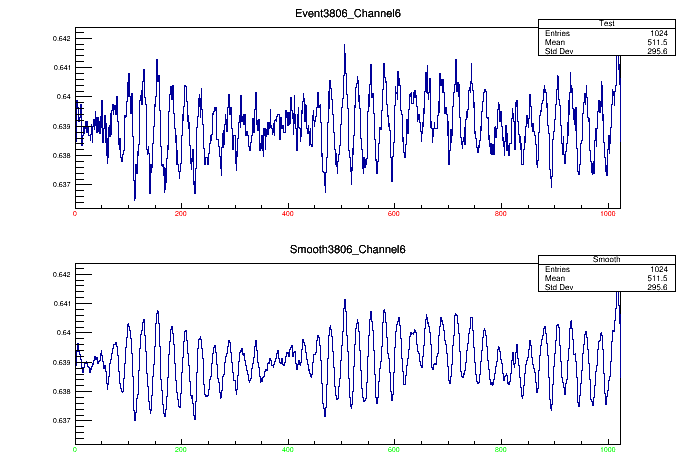 Event3806_Channel6
Test
Entries 1024
Mean 511.5
Std Dev 295.6
0.642
0.641
0.64
0.639
0.638
0.637
0 200 400 600 800 1000
Smooth3806_Channel6
Smooth
Entries 1024
Mean 511.5
Std Dev 295.6
0.642
0.641
0.64
0.639
0.638
0.637
0 200 400 600 800 1000